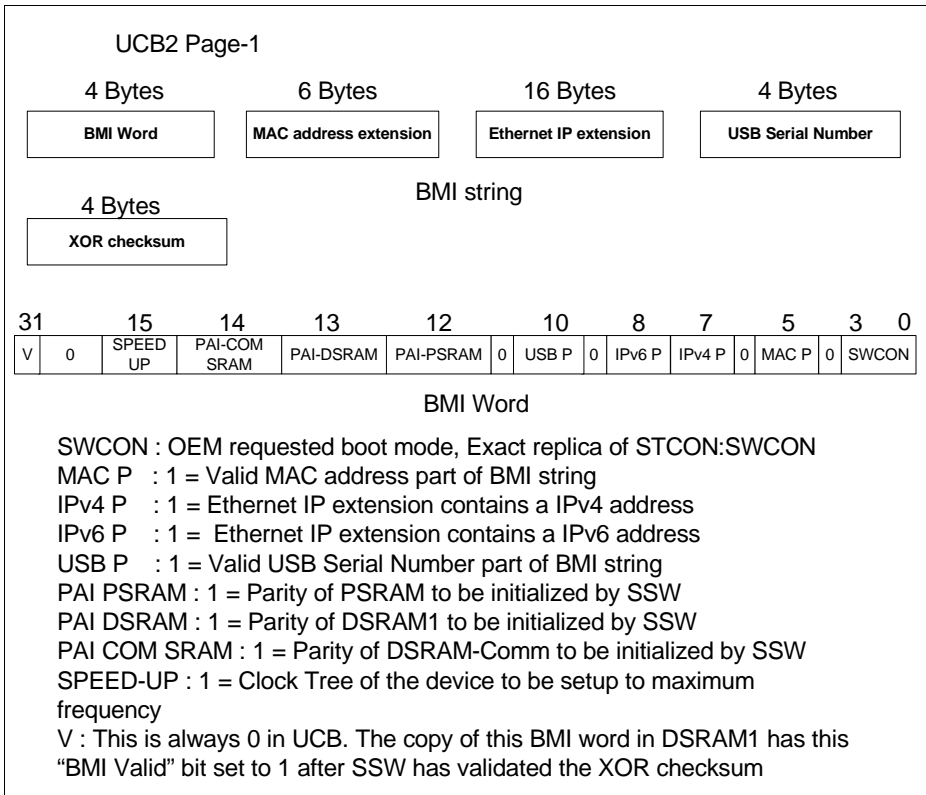 UCB2 Page-1
4 Bytes 6 Bytes 16 Bytes 4 Bytes
BMI Word MAC address extension Ethernet IP extension USB Serial Number
BMI string
4 Bytes
XOR checksum
31 15 14 13 12 10 8 7 5 3 0
V 0 SPEED UP PAI-COM SRAM PAI-DSRAM PAI-PSRAM 0 USB P 0 IPv6 P IPv4 P 0 MAC P 0 SWCON
BMI Word
SWCON : OEM requested boot mode, Exact replica of STCON:SWCON
MAC P : 1 = Valid MAC address part of BMI string
IPv4 P : 1 = Ethernet IP extension contains a IPv4 address
IPv6 P : 1 = Ethernet IP extension contains a IPv6 address
USB P : 1 = Valid USB Serial Number part of BMI string
PAI PSRAM : 1 = Parity of PSRAM to be initialized by SSW
PAI DSRAM : 1 = Parity of DSRAM1 to be initialized by SSW
PAI COM SRAM : 1 = Parity of DSRAM-Comm to be initialized by SSW
SPEED-UP : 1 = Clock Tree of the device to be setup to maximum
frequency
V : This is always 0 in UCB. The copy of this BMI word in DSRAM1 has this
“BMI Valid” bit set to 1 after SSW has validated the XOR checksum